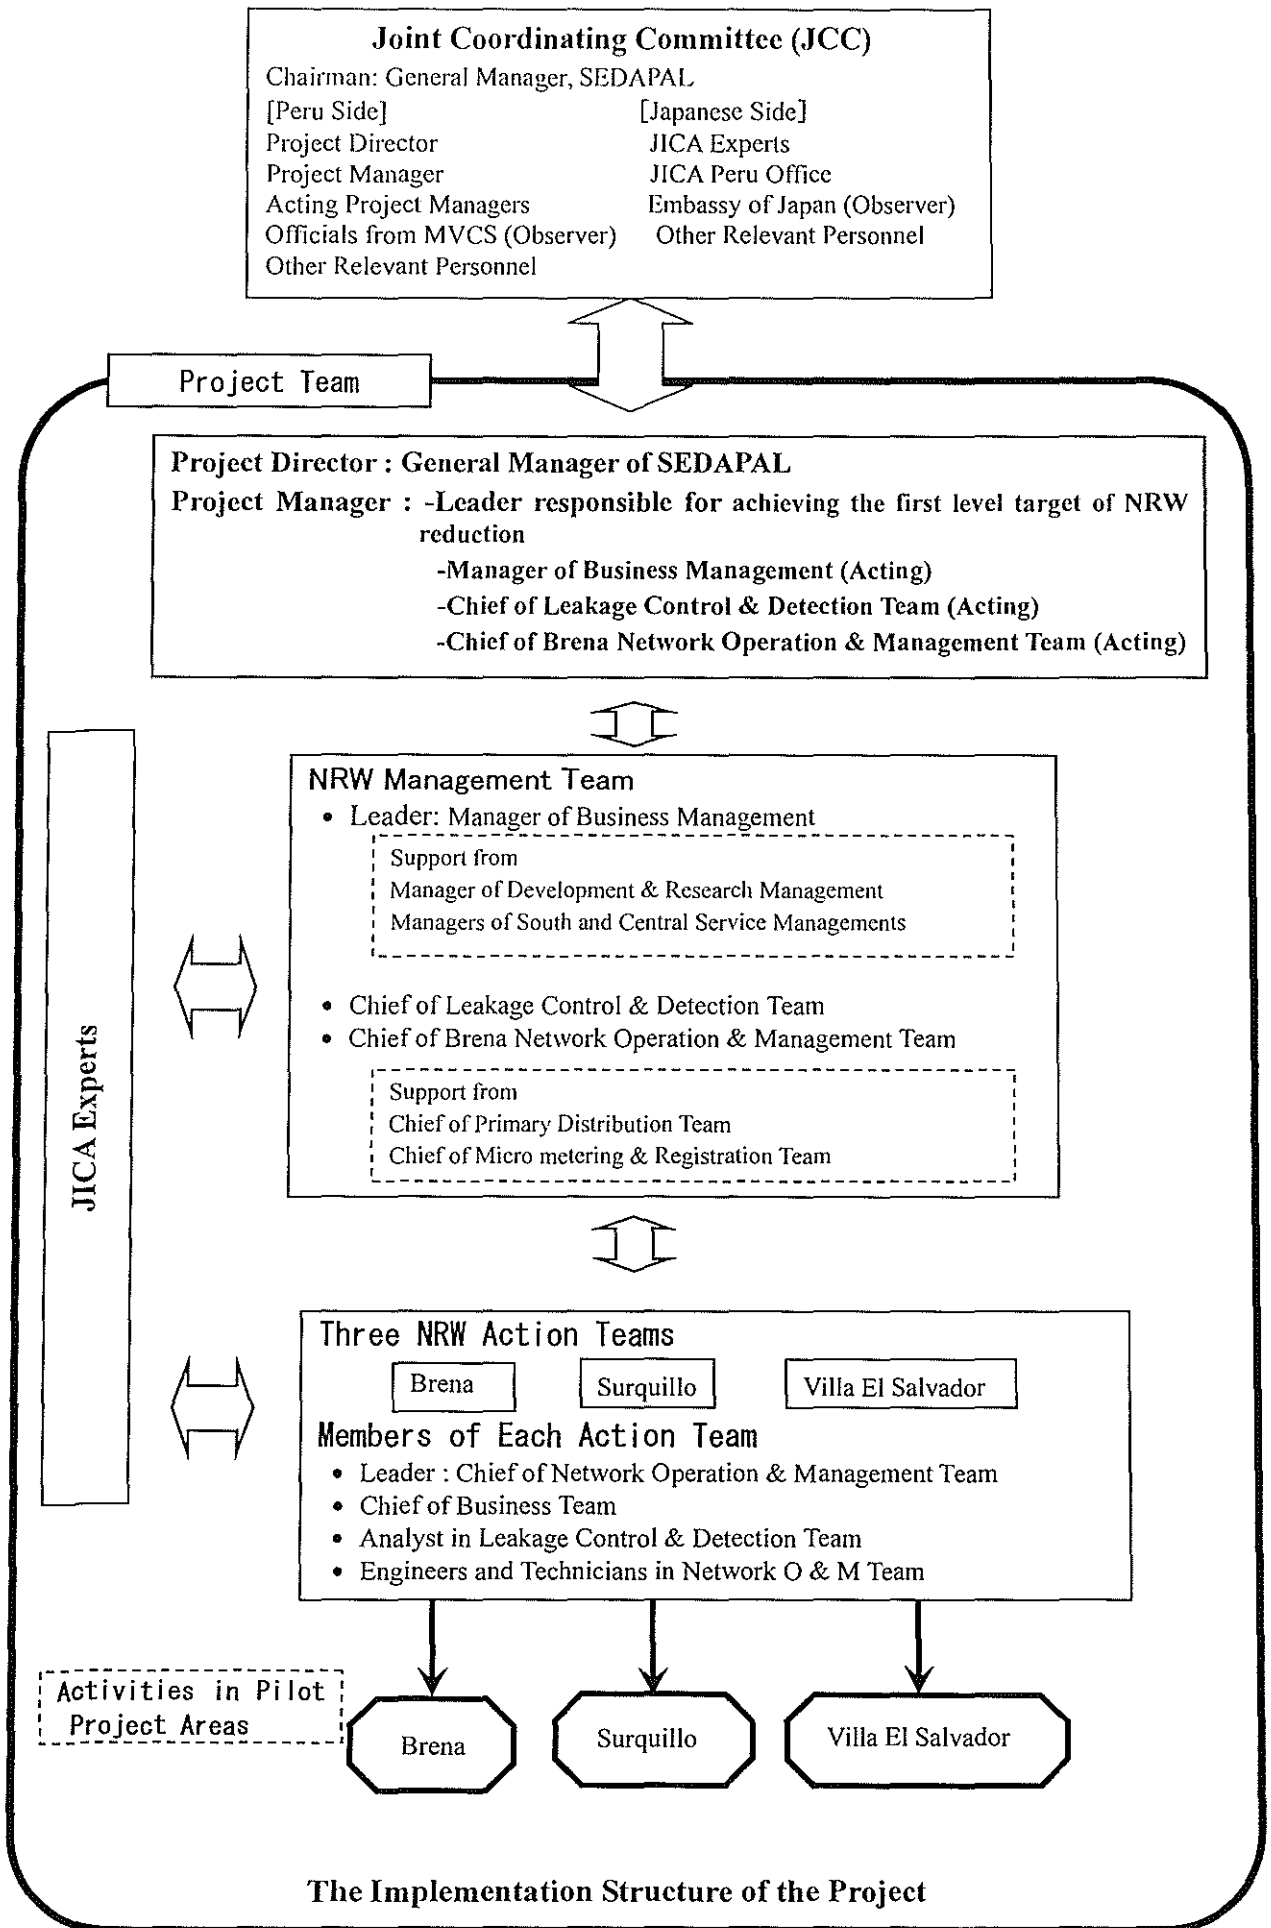 Joint Coordinating Committee (JCC)
Chairman: General Manager, SEDAPAL
[Peru Side] [Japanese Side]
Project Director JICA Experts
Project Manager JICA Peru Office
Acting Project Managers Embassy of Japan (Observer)
Officials from MVCS (Observer) Other Relevant Personnel
Other Relevant Personnel
Project Team
Project Director : General Manager of SEDAPAL
Project Manager : -Leader responsible for achieving the first level target of NRW
reduction
-Manager of Business Management (Acting)
-Chief of Leakage Control & Detection Team (Acting)
-Chief of Brena Network Operation & Management Team (Acting)
JICA Experts
NRW Management Team
• Leader: Manager of Business Management
Support from
Manager of Development & Research Management
Managers of South and Central Service Managements
• Chief of Leakage Control & Detection Team
• Chief of Brena Network Operation & Management Team
Support from
Chief of Primary Distribution Team
Chief of Micro metering & Registration Team
Three NRW Action Teams
Brena Surquillo Villa El Salvador
Members of Each Action Team
• Leader : Chief of Network Operation & Management Team
• Chief of Business Team
• Analyst in Leakage Control & Detection Team
• Engineers and Technicians in Network O & M Team
Activities in Pilot
Project Areas
Brena Surquillo Villa El Salvador
The Implementation Structure of the Project